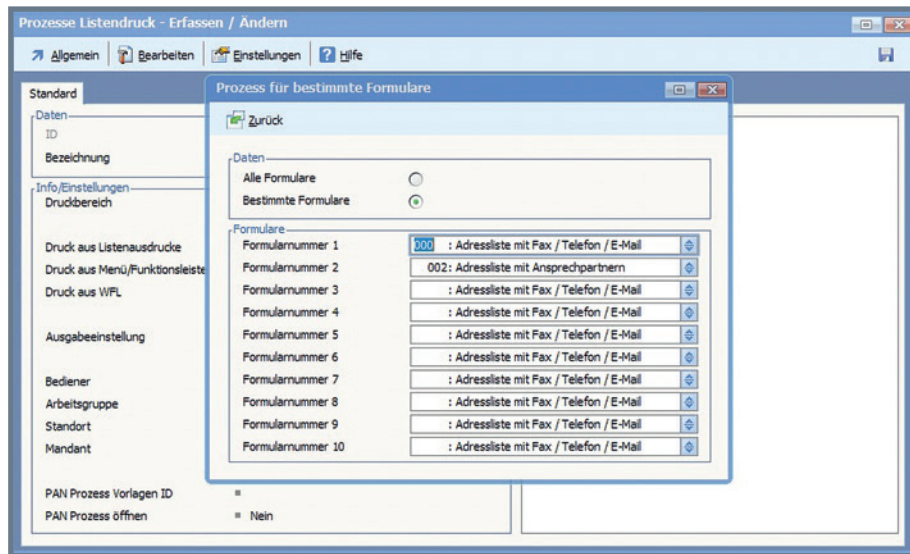 Prozesse Listendruck - Erfassen / Ändern
Allgemein Bearbeiten Einstellungen Hilfe
Standard
Daten
ID
Bezeichnung
Info/Einstellungen
Druckbereich
Druck aus Listenausdrucke
Druck aus Menü/Funktionsleiste
Druck aus WFL
Ausgabeeinstellung
Bediener
Arbeitsgruppe
Standort
Mandant
PAN Prozess Vorlagen ID
PAN Prozess öffnen Nein
Prozess für bestimmte Formulare
Zurück
Daten
Alle Formulare
Bestimmte Formulare
Formulare
Formularnummer 1 000 : Adressliste mit Fax / Telefon / E-Mail
Formularnummer 2 002: Adressliste mit Ansprechpartnern
Formularnummer 3 : Adressliste mit Fax / Telefon / E-Mail
Formularnummer 4 : Adressliste mit Fax / Telefon / E-Mail
Formularnummer 5 : Adressliste mit Fax / Telefon / E-Mail
Formularnummer 6 : Adressliste mit Fax / Telefon / E-Mail
Formularnummer 7 : Adressliste mit Fax / Telefon / E-Mail
Formularnummer 8 : Adressliste mit Fax / Telefon / E-Mail
Formularnummer 9 : Adressliste mit Fax / Telefon / E-Mail
Formularnummer 10 : Adressliste mit Fax / Telefon / E-Mail